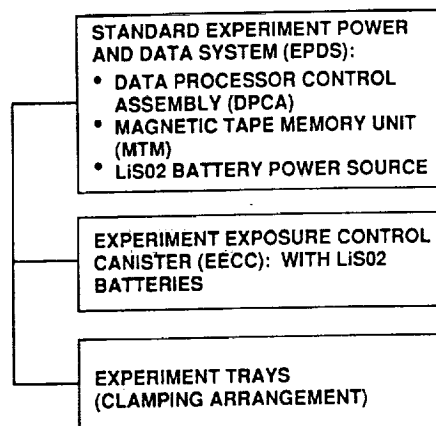 STANDARD EXPERIMENT POWER
AND DATA SYSTEM (EPDS):
• DATA PROCESSOR CONTROL
ASSEMBLY (DPCA)
• MAGNETIC TAPE MEMORY UNIT
(MTM)
• LiS02 BATTERY POWER SOURCE
EXPERIMENT EXPOSURE CONTROL
CANISTER (EECC): WITH LiS02
BATTERIES
EXPERIMENT TRAYS
(CLAMPING ARRANGEMENT)